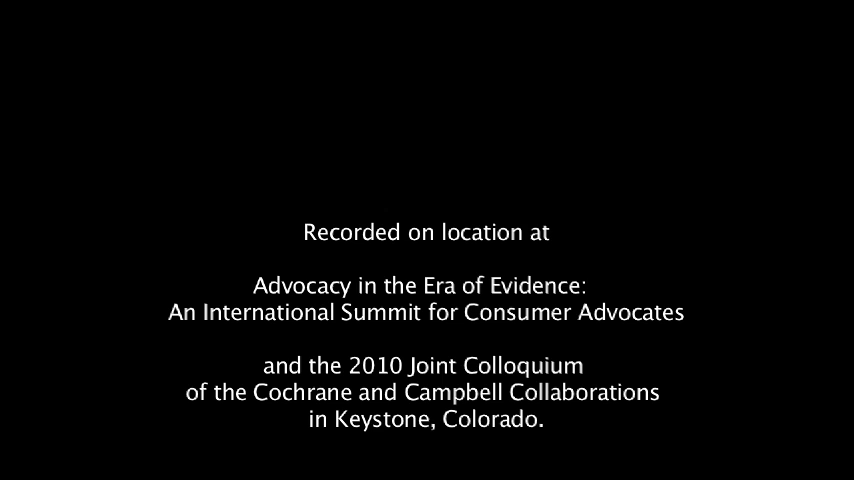 Recorded on location at
Advocacy in the Era of Evidence:
An International Summit for Consumer Advocates
and the 2010 Joint Colloquium
of the Cochrane and Campbell Collaborations
in Keystone, Colorado.